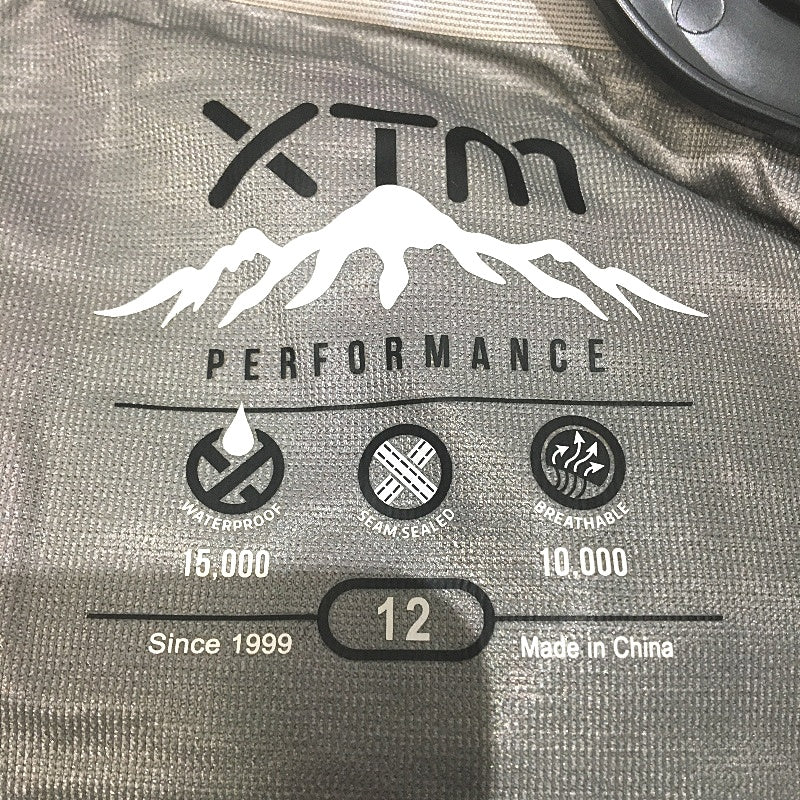 XTM
PERFORMANCE
WATERPROOF
SEAM SEALED
BREATHABLE
15,000
10,000
12
Since 1999
Made in China